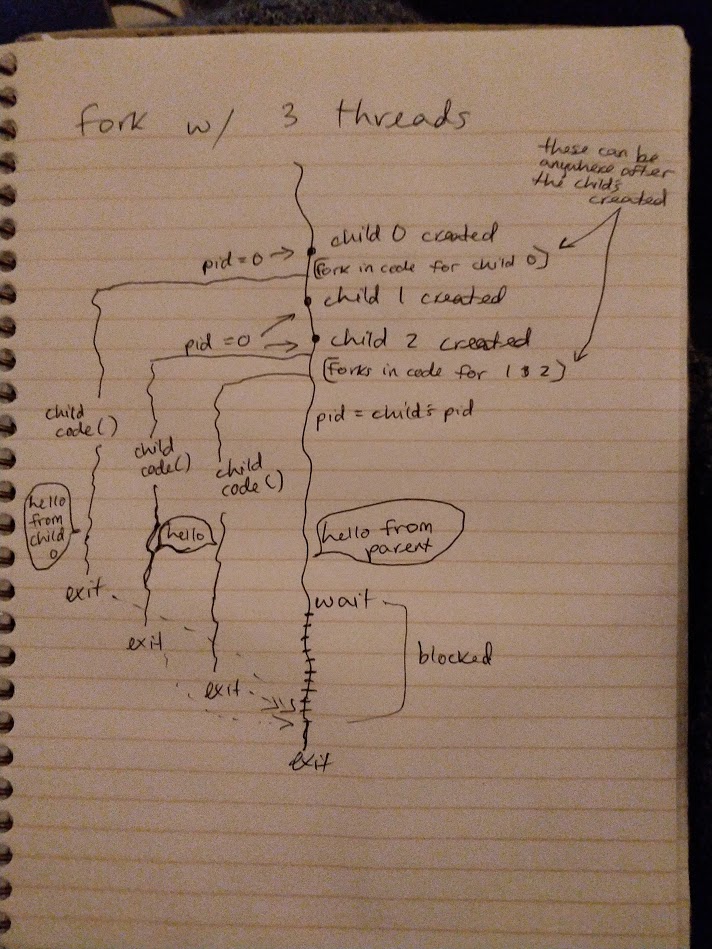 fork w/ 3 threads
these can be
anywhere after
the child's
created
child 0 created
pid = 0
[fork in code for child 0]
child 1 created
pid = 0
child 2 created
[forks in code for 1 & 2]
pid = child's pid
child
code()
child
code()
child
code()
hello
from
child
0
hello
hello from
parent
exit
wait
exit
blocked
exit
exit